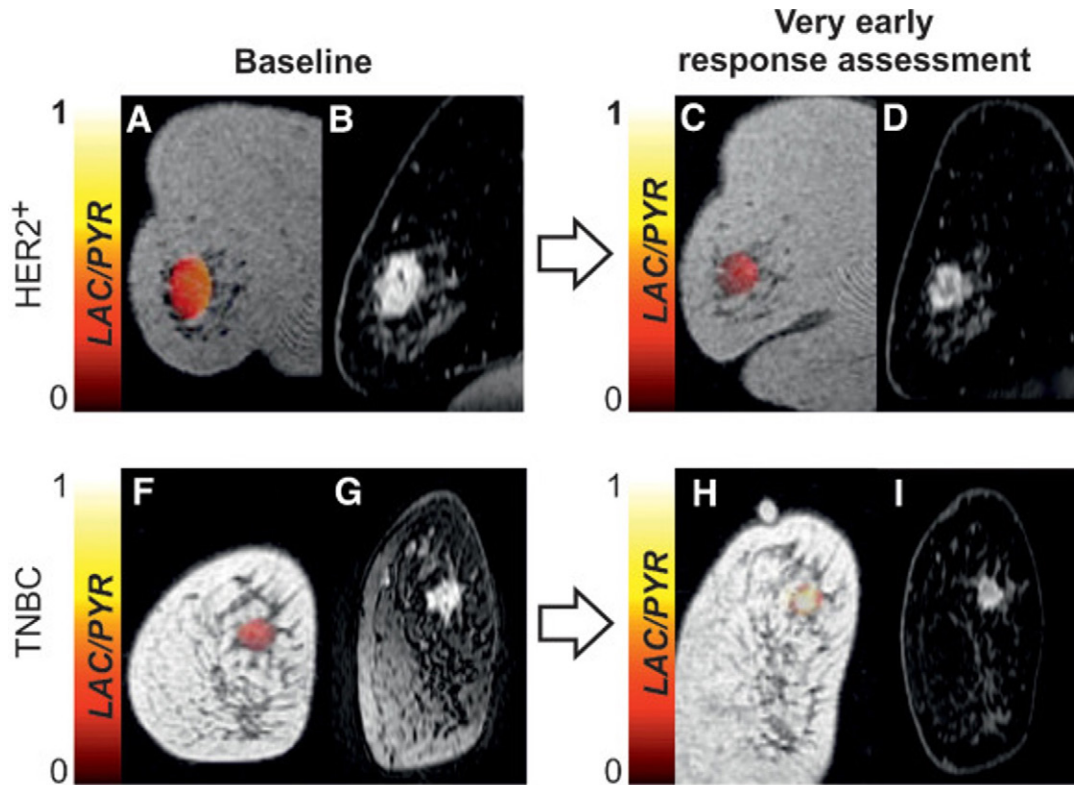 Baseline
Very early
response assessment
HER2+
1
LAC/PYR
0
A
B
1
LAC/PYR
0
C
D
TNBC
1
LAC/PYR
0
F
G
1
LAC/PYR
0
H
I